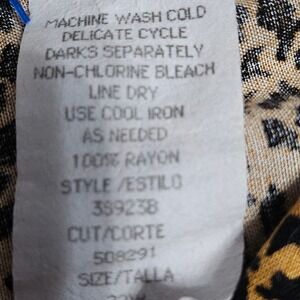 MACHINE WASH COLD
DELICATE CYCLE
DARKS SEPARATELY
NON-CHLORINE BLEACH
LINE DRY
USE COOL IRON
AS NEEDED
100% RAYON
STYLE/ESTILO
35923B
CUT/CORTE
508291
SIZE/TALLA